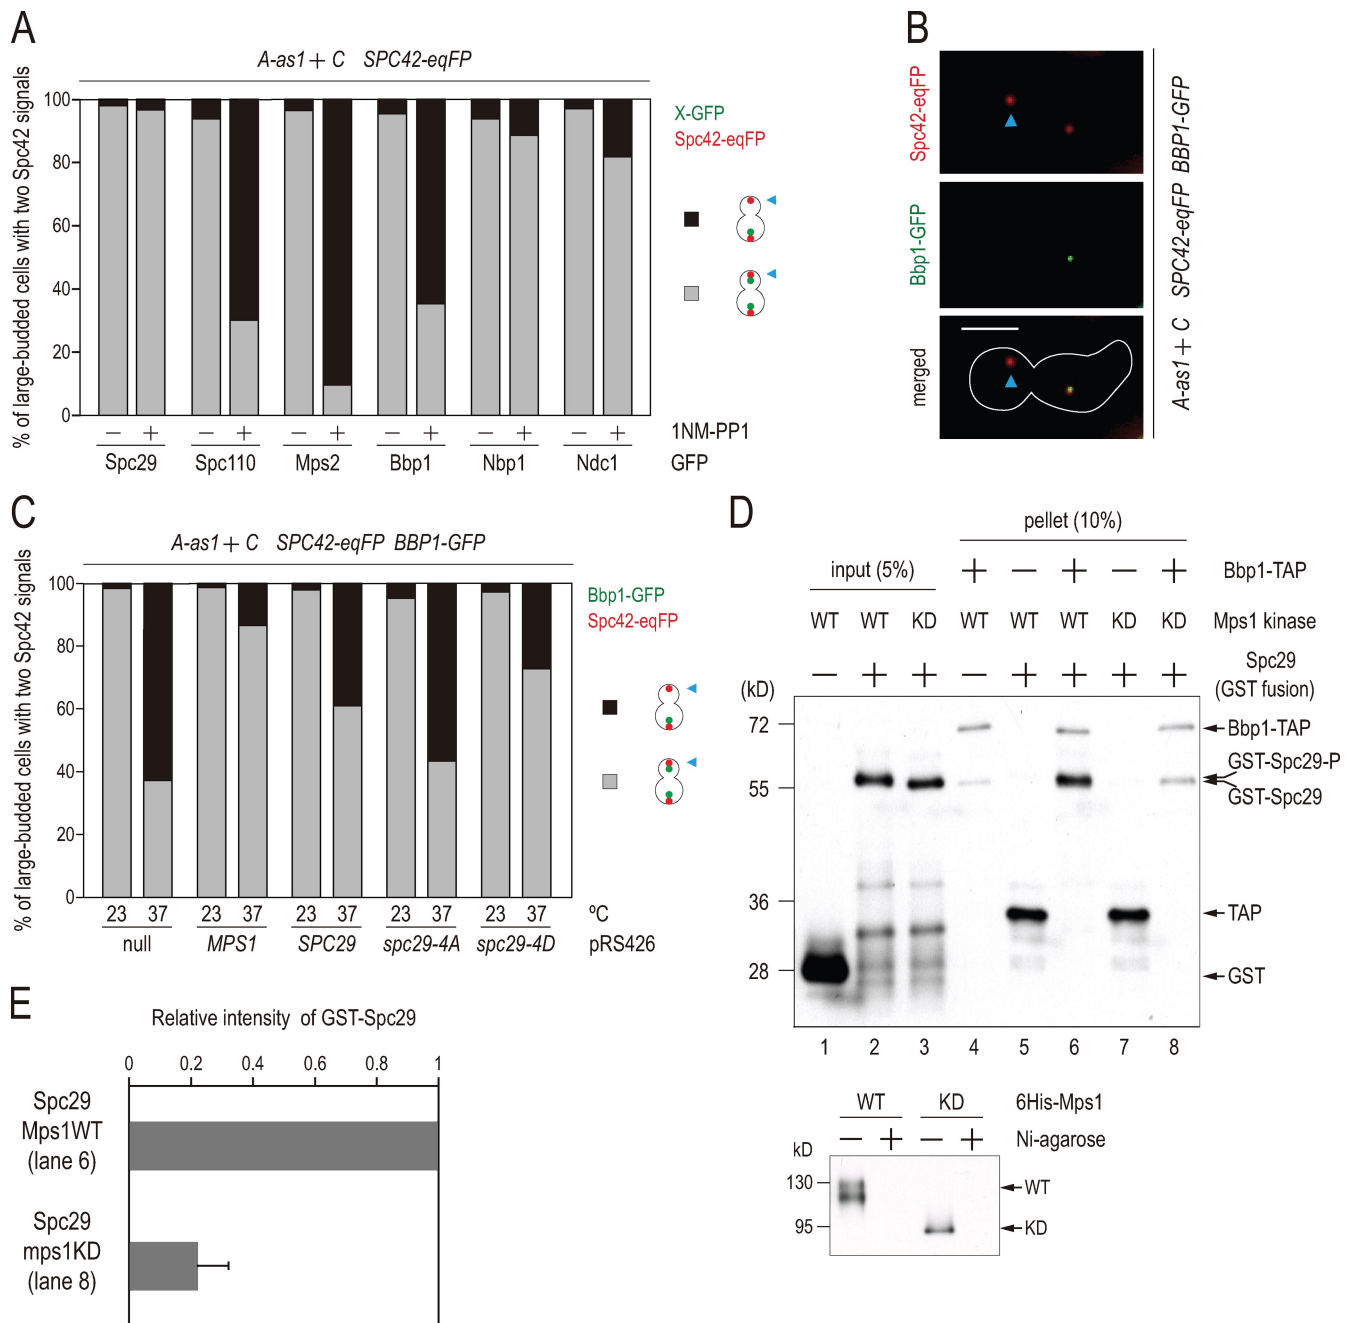 A
A-as1 + C SPC42-eqFP
% of large-budded cells with two Spc42 signals
100
80
60
40
20
0
− + − + − + − + − + − + 1NM-PP1
Spc29 Spc110 Mps2 Bbp1 Nbp1 Ndc1 GFP
X-GFP
Spc42-eqFP
B
Spc42-eqFP
Bbp1-GFP
merged
A-as1 + C SPC42-eqFP BBP1-GFP
C
A-as1 + C SPC42-eqFP BBP1-GFP
% of large-budded cells with two Spc42 signals
100
80
60
40
20
0
23 37 23 37 23 37 23 37 23 37 ºC
null MPS1 SPC29 spc29-4A spc29-4D pRS426
Bbp1-GFP
Spc42-eqFP
D
pellet (10%)
input (5%)
+ − + − + Bbp1-TAP
WT WT KD WT WT WT KD KD Mps1 kinase
− + + − + + + + Spc29
(GST fusion)
(kD)
72
55
36
28
Bbp1-TAP
GST-Spc29-P
GST-Spc29
TAP
GST
1 2 3 4 5 6 7 8
WT KD 6His-Mps1
− + − + Ni-agarose
kD
130
95
WT
KD
E
Relative intensity of GST-Spc29
0 0.2 0.4 0.6 0.8 1
Spc29
Mps1WT
(lane 6)
Spc29
mps1KD
(lane 8)